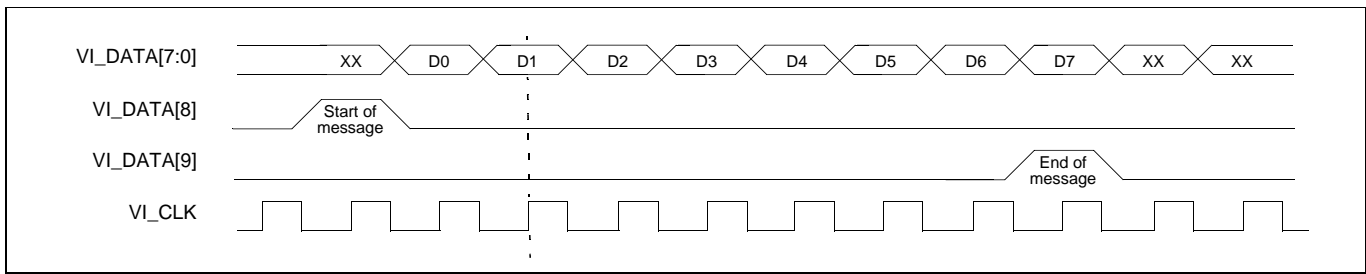 VI_DATA[7:0] XX D0 D1 D2 D3 D4 D5 D6 D7 XX XX
VI_DATA[8] Start of
message
VI_DATA[9] End of
message
VI_CLK